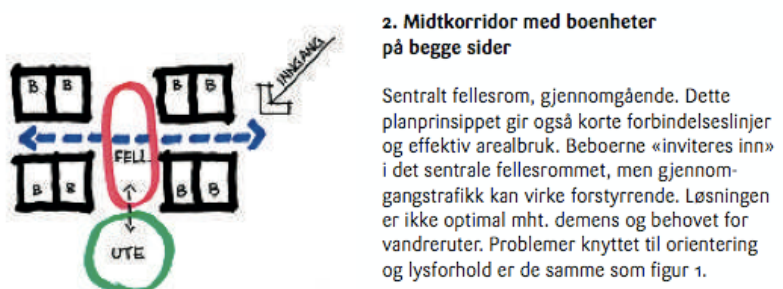 INNGANG
B B B B
FELL
B B B B
UTE
2. Midtkorridor med boenheter
på begge sider
Sentralt fellesrom, gjennomgående. Dette
planprinsippet gir også korte forbindelseslinjer
og effektiv arealbruk. Beboerne «inviteres inn»
i det sentrale fellesrommet, men gjennom-
gangstrafikk kan virke forstyrrende. Løsningen
er ikke optimal mht. demens og behovet for
vandreruter. Problemer knyttet til orientering
og lysforhold er de samme som figur 1.